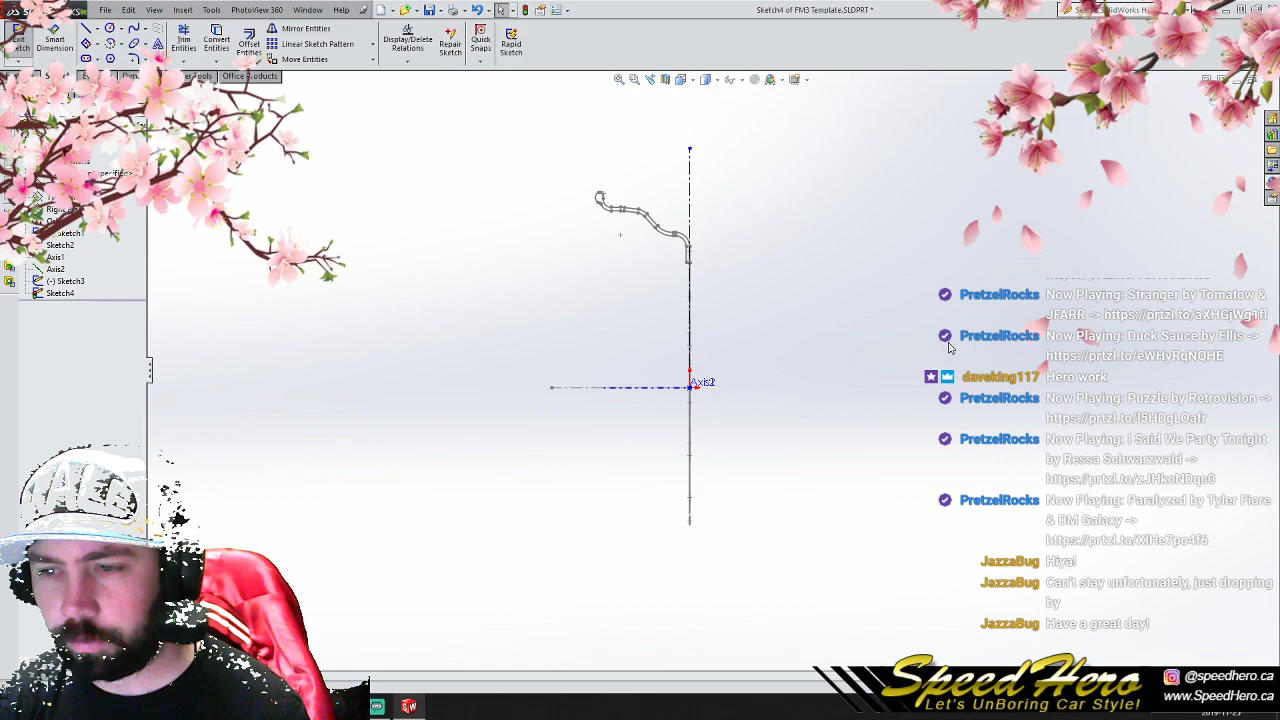 File Edit View Insert Tools PhotoView 360 Window Help
Sketch4 of FM3 Template.SLDPRT *
Smart Dimension
Trim Entities
Convert Entities
Offset Entities
Mirror Entities
Linear Sketch Pattern
Move Entities
Display/Delete Relations
Repair Sketch
Quick Snaps
Rapid Sketch
Office Products
Sketch1
Sketch2
Axis1
Axis2
(-) Sketch3
Sketch4
PretzelRocks Now Playing: Stranger by Tomatow &
JFARR -> https://prtzl.to/aXHGjWg1fl
PretzelRocks Now Playing: Duck Sauce by Ellis ->
https://prtzl.to/eWHyRqNQHE
daveking117 Hero work
PretzelRocks Now Playing: Puzzle by Retrovision ->
https://prtzl.to/l5HDgLOafr
PretzelRocks Now Playing: I Said We Party Tonight
by Ressa Schwarzwald ->
https://prtzl.to/zJHkoNDqc0
PretzelRocks Now Playing: Paralyzed by Tyler Fiore
& DM Galaxy ->
https://prtzl.to/XlHe7po4f6
JazzaBug Hiya!
JazzaBug Can't stay unfortunately, just dropping
by
JazzaBug Have a great day!
SpeedHero
Let's UnBoring Car Style!
@speedhero.ca
www.SpeedHero.ca